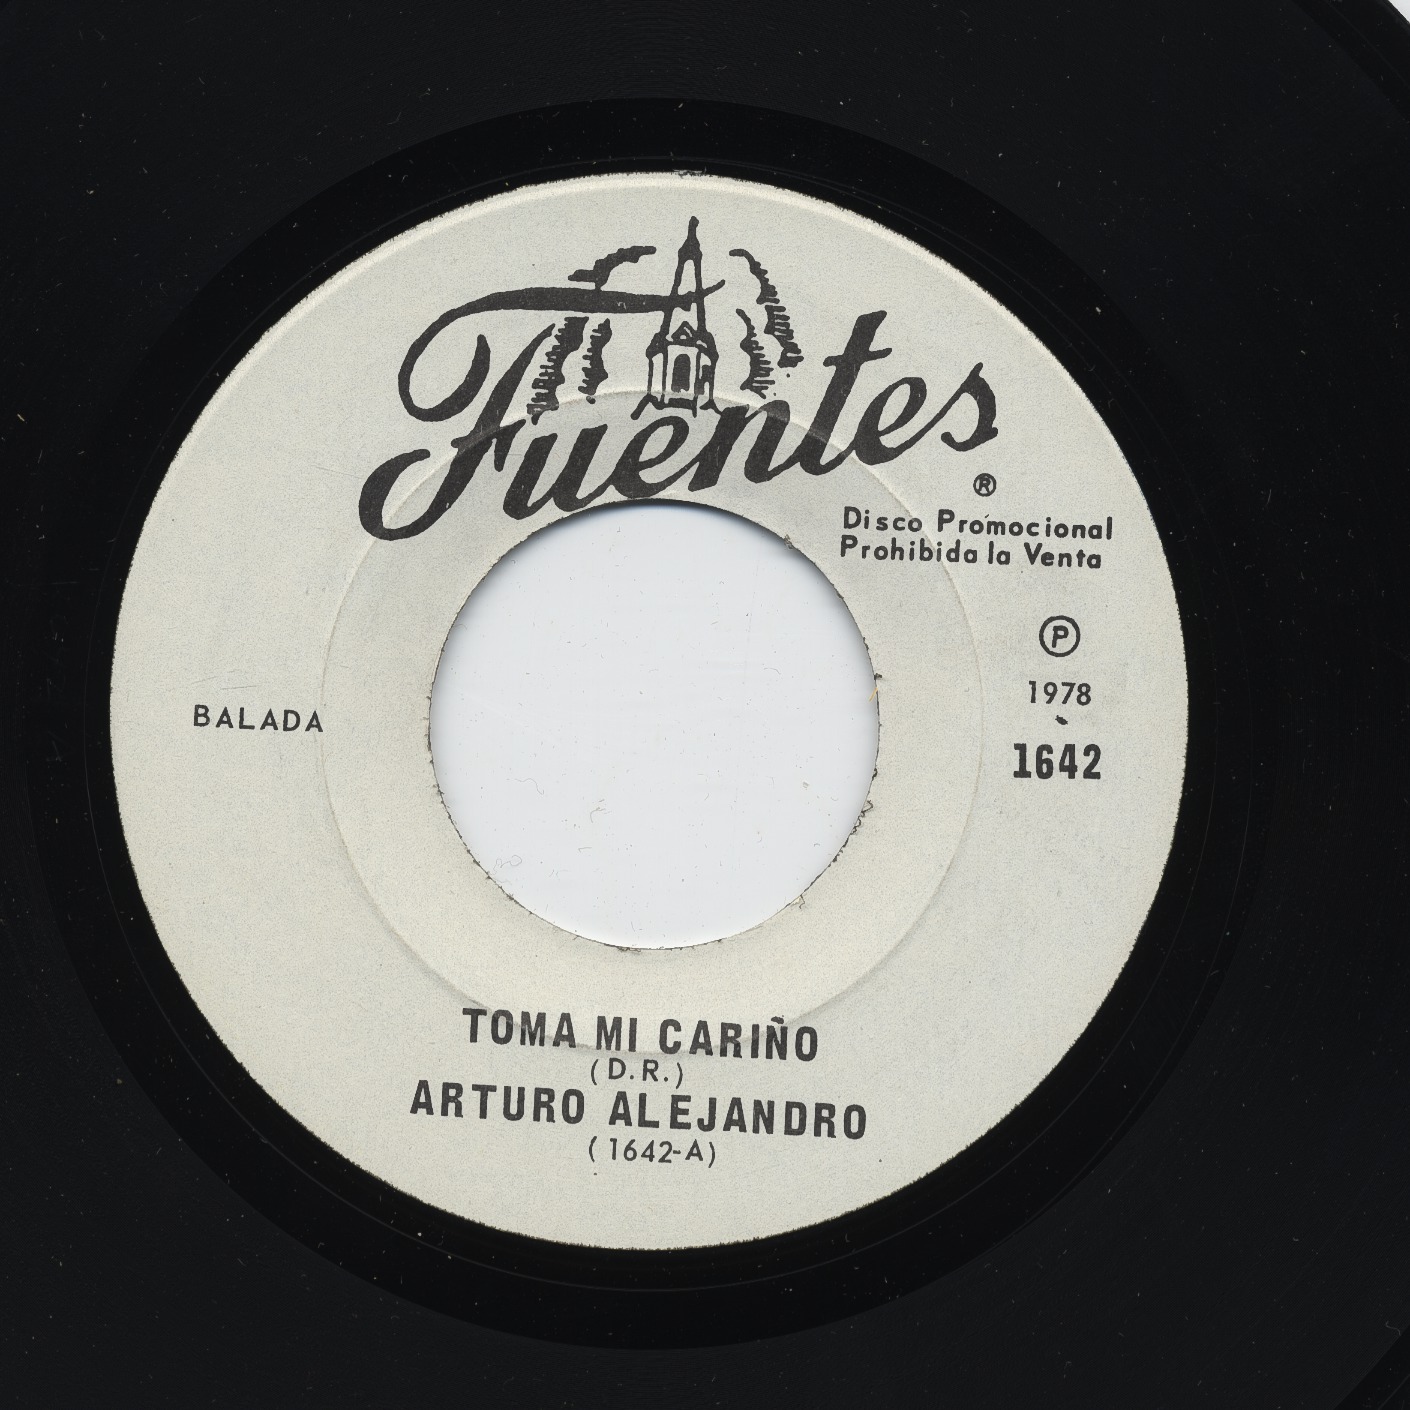 Fuentes
®
Disco Promocional
Prohibida la Venta
Ⓟ
1978
1642
BALADA
TOMA MI CARIÑO
(D.R.)
ARTURO ALEJANDRO
(1642-A)